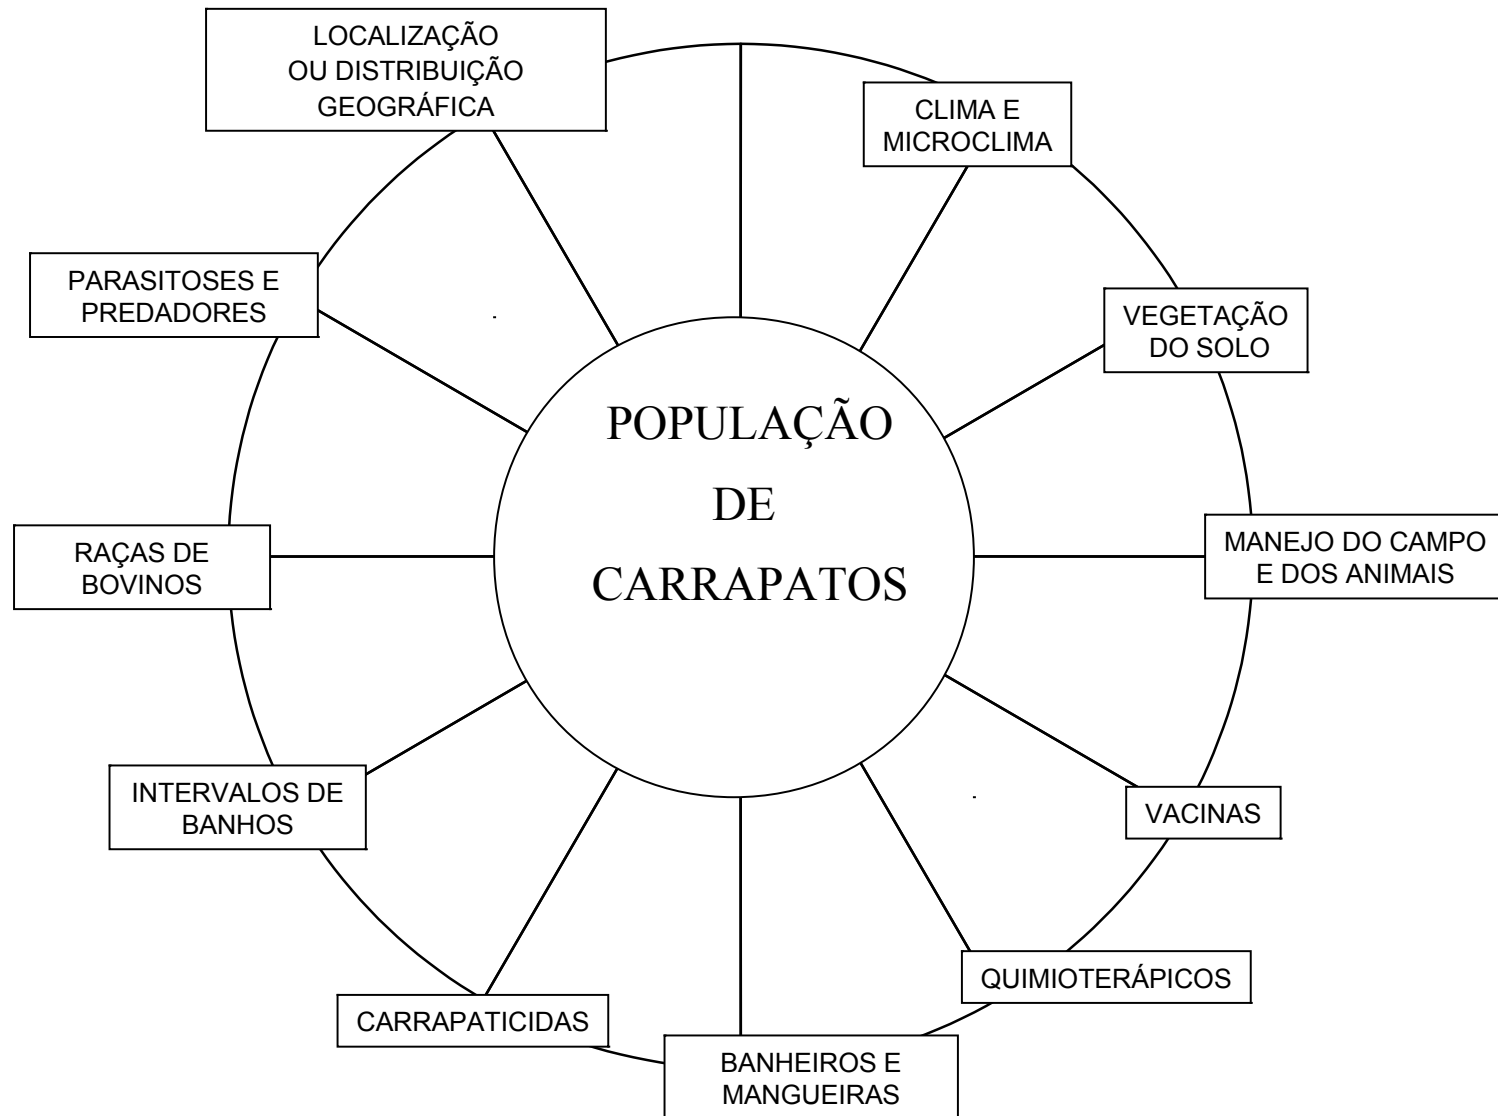 LOCALIZAÇÃO
OU DISTRIBUIÇÃO
GEOGRÁFICA
CLIMA E
MICROCLIMA
PARASITOSES E
PREDADORES
VEGETAÇÃO
DO SOLO
POPULAÇÃO
DE
CARRAPATOS
RAÇAS DE
BOVINOS
MANEJO DO CAMPO
E DOS ANIMAIS
INTERVALOS DE
BANHOS
VACINAS
QUIMIOTERÁPICOS
CARRAPATICIDAS
BANHEIROS E
MANGUEIRAS